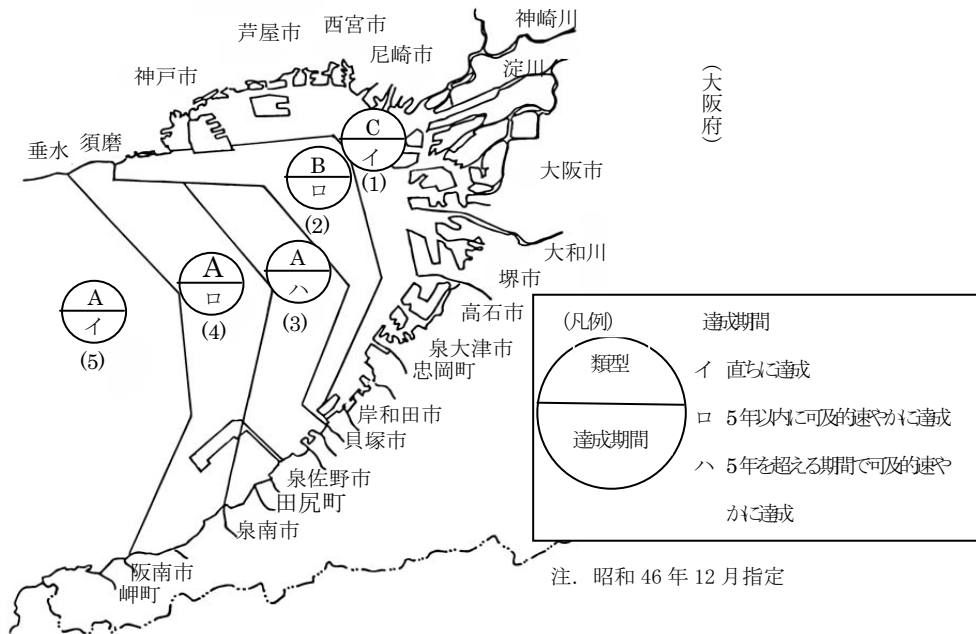 神崎川
西宮市
芦屋市
尼崎市
淀川
神戸市
(大阪府)
須磨
垂水
C
イ
(1)
B
ロ
(2)
大阪市
大和川
A
ハ
(3)
A
ロ
(4)
A
イ
(5)
堺市
高石市
泉大津市
忠岡町
岸和田市
貝塚市
泉佐野市
田尻町
泉南市
阪南市
岬町
(凡例)
達成期間
類型
達成期間
イ 直ちに達成
ロ 5年以内に可及的速やかに達成
ハ 5年を超える期間で可及的速や
かに達成
注．昭和 46 年 12 月指定